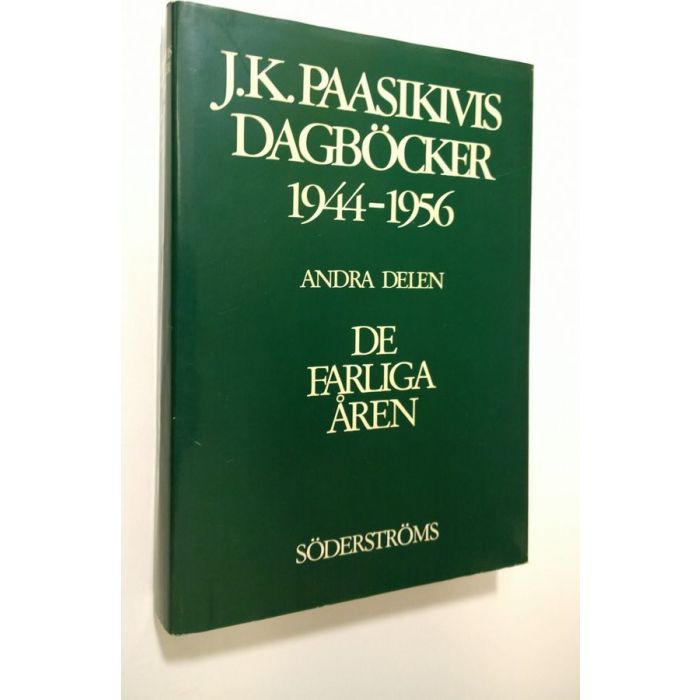 J.K. PAASIKIVIS
DAGBÖCKER
1944-1956
ANDRA DELEN
DE
FARLIGA
ÅREN
SÖDERSTRÖMS